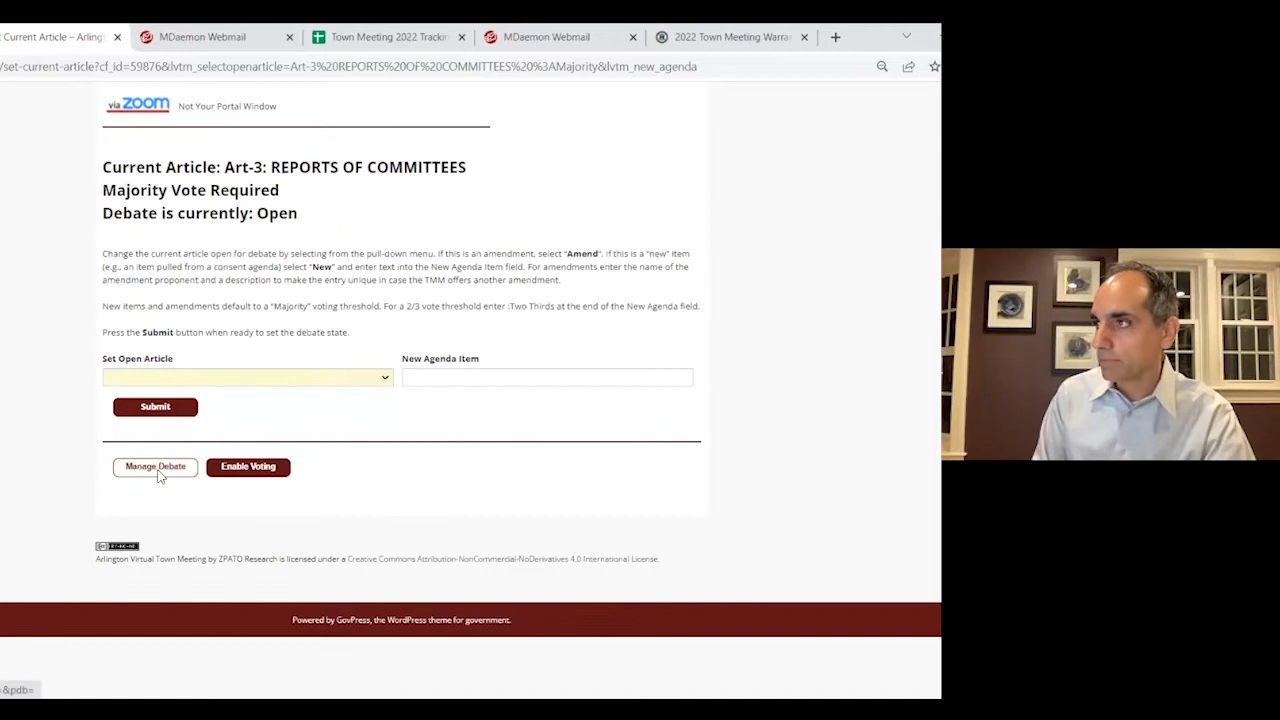 t Current Article – Arling
MDaemon Webmail
Town Meeting 2022 Trackin
MDaemon Webmail
2022 Town Meeting Warra
/set-current-article?cf_id=59876&lvtm_selectopenarticle=Art-3%20REPORTS%20OF%20COMMITTEES%20%3AMajority&lvtm_new_agenda
via zoom Not Your Portal Window
Current Article: Art-3: REPORTS OF COMMITTEES
Majority Vote Required
Debate is currently: Open
Change the current article open for debate by selecting from the pull-down menu. If this is an amendment, select "Amend". If this is a "new" item
(e.g., an item pulled from a consent agenda) select "New" and enter text into the New Agenda Item field. For amendments enter the name of the
amendment proponent and a description to make the entry unique in case the TMM offers another amendment.
New items and amendments default to a "Majority" voting threshold. For a 2/3 vote threshold enter :Two Thirds at the end of the New Agenda field.
Press the Submit button when ready to set the debate state.
Set Open Article New Agenda Item
Submit
Manage Debate Enable Voting
Arlington Virtual Town Meeting by ZPATO Research is licensed under a Creative Commons Attribution-NonCommercial-NoDerivatives 4.0 International License.
Powered by GovPress, the WordPress theme for government.
=&pdb=